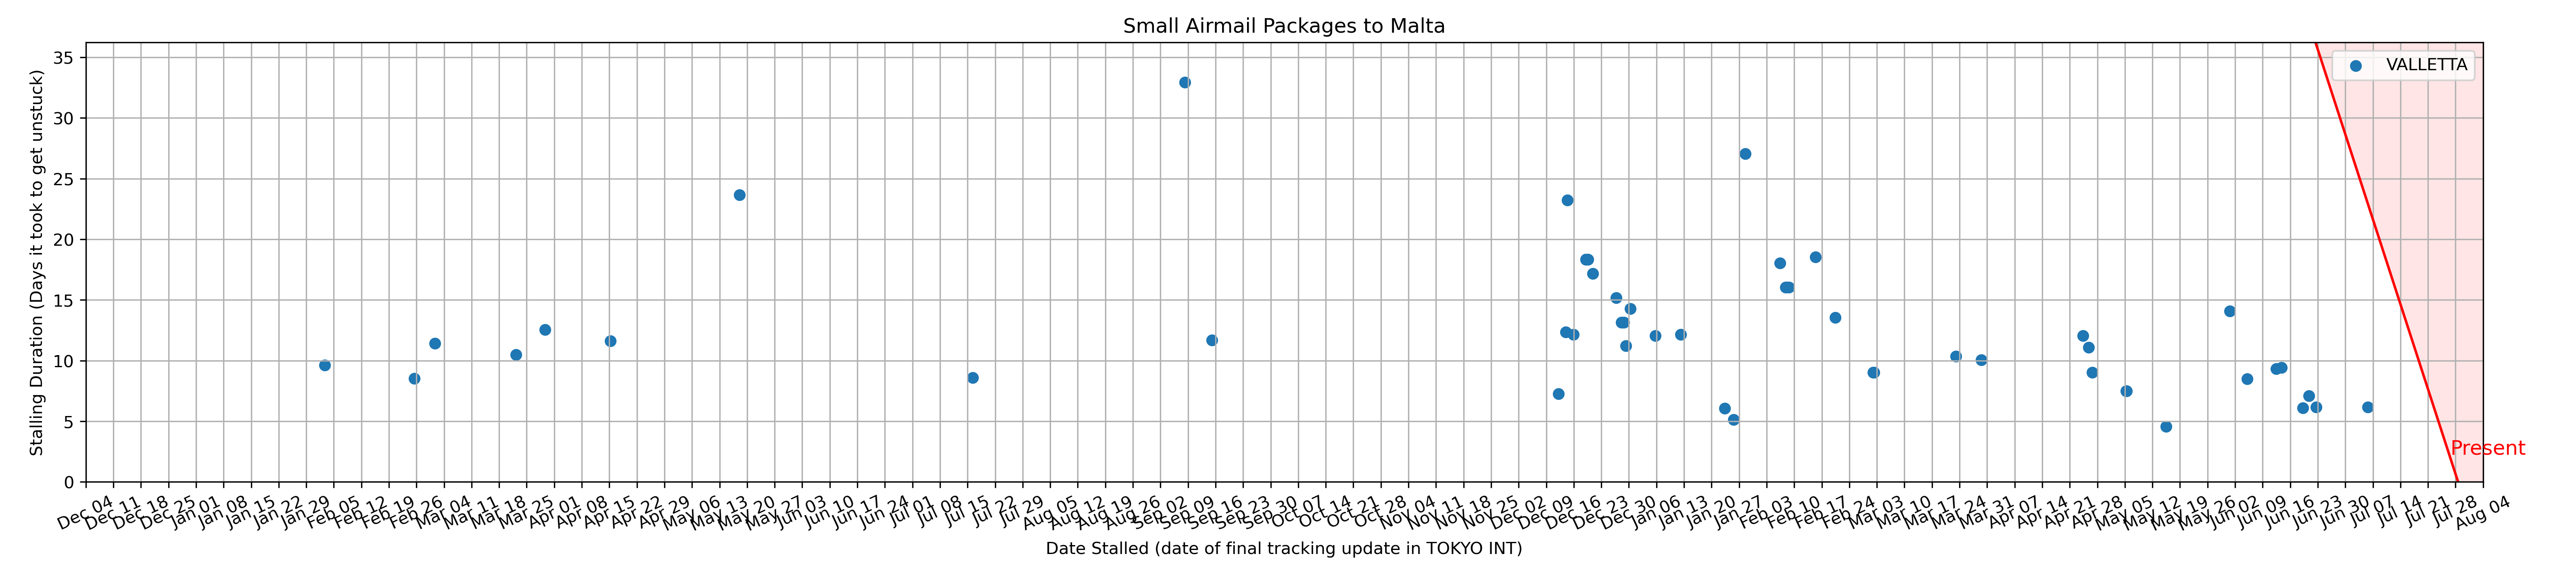 Small Airmail Packages to Malta
VALLETTA
Stalling Duration (Days it took to get unstuck)
35
30
25
20
15
10
5
0
Present
Dec 04
Dec 11
Dec 18
Dec 25
Jan 01
Jan 08
Jan 15
Jan 22
Jan 29
Feb 05
Feb 12
Feb 19
Feb 26
Mar 04
Mar 11
Mar 18
Mar 25
Apr 01
Apr 08
Apr 15
Apr 22
Apr 29
May 06
May 13
May 20
May 27
Jun 03
Jun 10
Jun 17
Jun 24
Jul 01
Jul 08
Jul 15
Jul 22
Jul 29
Aug 05
Aug 12
Aug 19
Aug 26
Sep 02
Sep 09
Sep 16
Sep 23
Sep 30
Oct 07
Oct 14
Oct 21
Oct 28
Nov 04
Nov 11
Nov 18
Nov 25
Dec 02
Dec 09
Dec 16
Dec 23
Dec 30
Jan 06
Jan 13
Jan 20
Jan 27
Feb 03
Feb 10
Feb 17
Feb 24
Mar 03
Mar 10
Mar 17
Mar 24
Mar 31
Apr 07
Apr 14
Apr 21
Apr 28
May 05
May 12
May 19
May 26
Jun 02
Jun 09
Jun 16
Jun 23
Jun 30
Jul 07
Jul 14
Jul 21
Jul 28
Aug 04
Date Stalled (date of final tracking update in TOKYO INT)